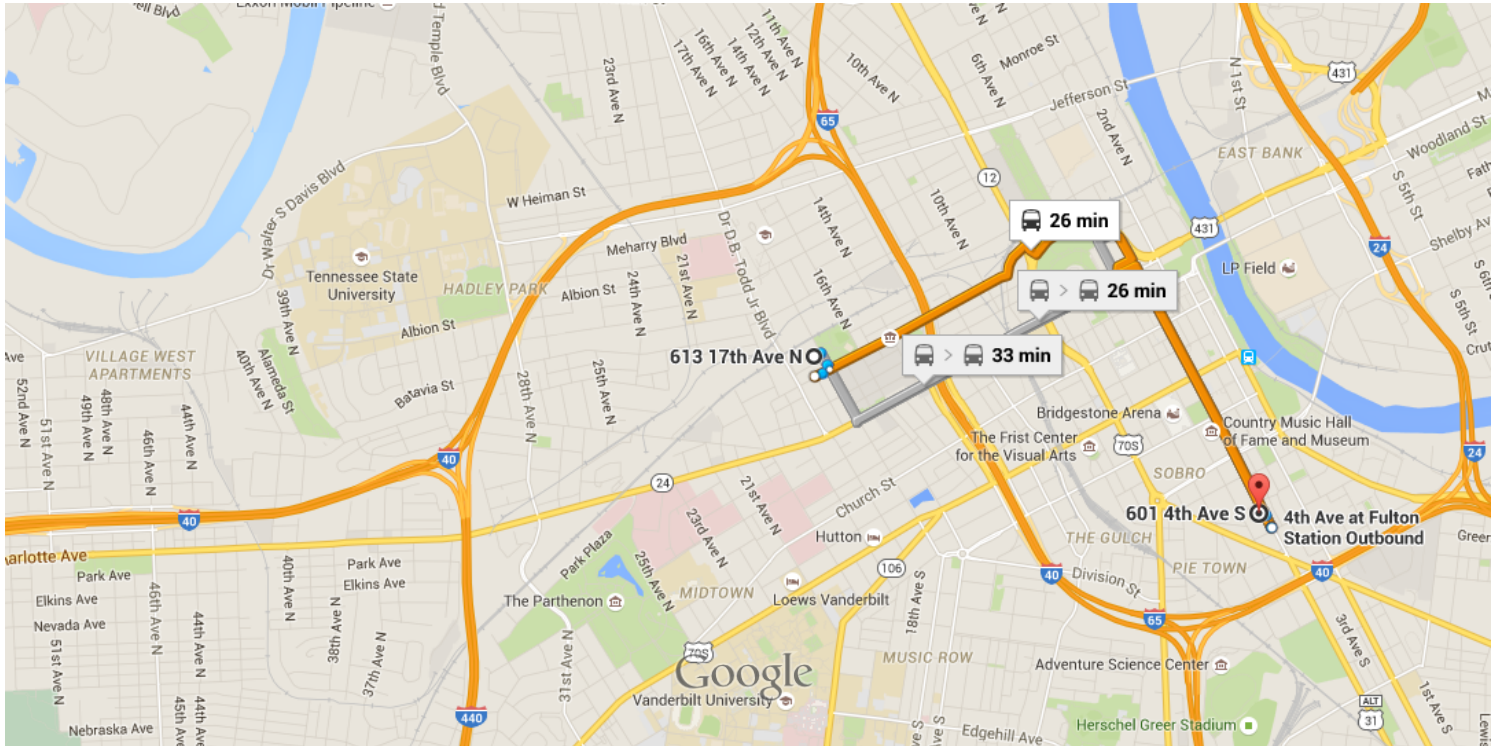 ell Blvd
Exxon Mobil Pipeline
d Temple Blvd
11th Ave N
12th Ave N
14th Ave N
16th Ave N
17th Ave N
23rd Ave N
10th Ave N
6th Ave N
Monroe St
431
N 1st St
Jefferson St
65
2nd Ave N
Woodland St
EAST BANK
S 5th St
Dr Walter S Davis Blvd
W Heiman St
12
14th Ave N
10th Ave N
26 min
431
Shelby Av
24
Dr D.B. Todd Jr Blvd
Meharry Blvd
21st Ave N
24th Ave N
Tennessee State
University
HADLEY PARK
Albion St
LP Field
S 5th St
S 6th St
39th Ave N
16th Ave N
> 26 min
Albion St
Ave
VILLAGE WEST
APARTMENTS
40th Ave N
Alameda St
613 17th Ave N
> 33 min
52nd Ave N
51st Ave N
49th Ave N
48th Ave N
46th Ave N
44th Ave N
Batavia St
28th Ave N
25th Ave N
Bridgestone Arena
Country Music Hall
of Fame and Museum
The Frist Center
for the Visual Arts
70S
40
24
24
SOBRO
21st Ave N
Church St
23rd Ave N
40
601 4th Ave S
4th Ave at Fulton
Station Outbound
Green
Hutton
THE GULCH
arlotte Ave
Park Plaza
25th Ave N
Park Ave
Park Ave
40th Ave N
Elkins Ave
Elkins Ave
106
40
Division St
PIE TOWN
40
46th Ave N
44th Ave N
38th Ave N
37th Ave N
Nevada Ave
51st Ave N
The Parthenon
MIDTOWN
Loews Vanderbilt
18th Ave S
65
3rd Ave S
31st Ave N
70S
Google
MUSIC ROW
Adventure Science Center
Vanderbilt University
1st Ave S
ALT
31
440
45th Ave N
44th Ave N
Nebraska Ave
Ave S
Ave S
Edgehill Ave
Herschel Greer Stadium
Lewis